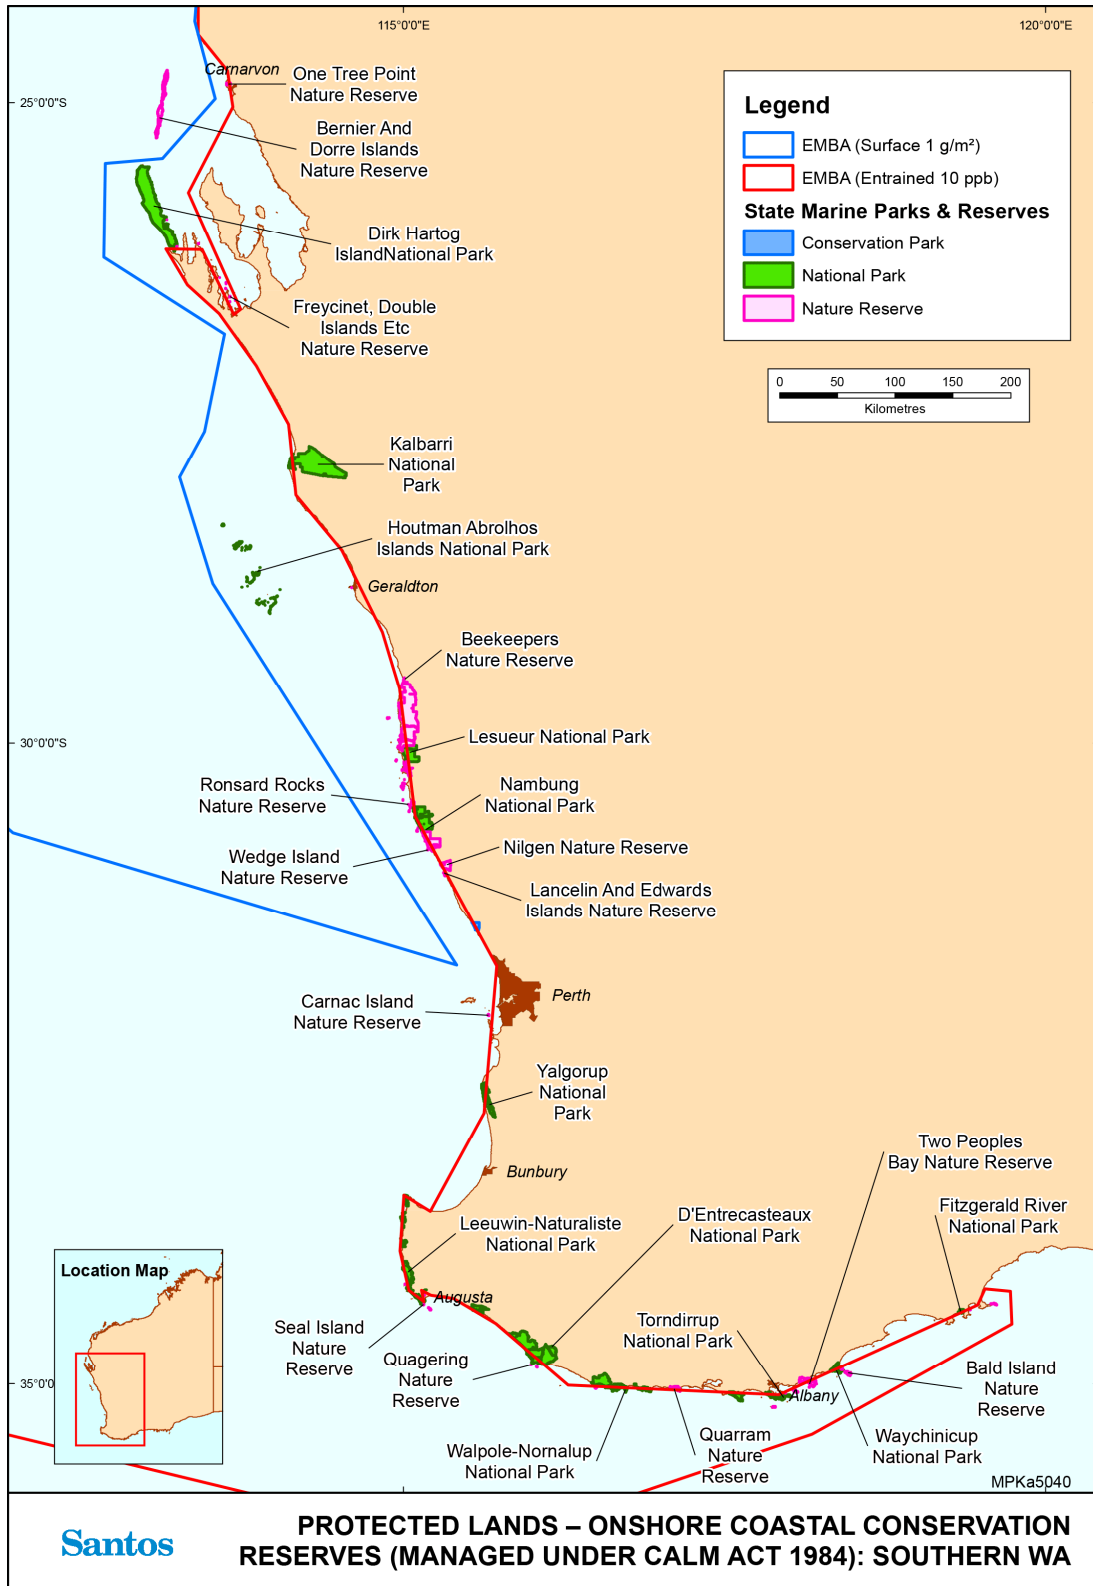 115°0'0"E
120°0'0"E
Carnarvon
One Tree Point
Nature Reserve
25°0'0"S
Bernier And
Dorre Islands
Nature Reserve
Dirk Hartog
IslandNational Park
Freycinet, Double
Islands Etc
Nature Reserve
Legend
EMBA (Surface 1 g/m²)
EMBA (Entrained 10 ppb)
State Marine Parks & Reserves
Conservation Park
National Park
Nature Reserve
0 50 100 150 200
Kilometres
Kalbarri
National
Park
Houtman Abrolhos
Islands National Park
Geraldton
Beekeepers
Nature Reserve
30°0'0"S
Lesueur National Park
Ronsard Rocks
Nature Reserve
Nambung
National Park
Wedge Island
Nature Reserve
Nilgen Nature Reserve
Lancelin And Edwards
Islands Nature Reserve
Perth
Carnac Island
Nature Reserve
Yalgorup
National
Park
Bunbury
Two Peoples
Bay Nature Reserve
Fitzgerald River
National Park
D'Entrecasteaux
National Park
Leeuwin-Naturaliste
National Park
Location Map
Augusta
Seal Island
Nature
Reserve
Torndirrup
National Park
Quagering
Nature
Reserve
35°0'0
Albany
Bald Island
Nature
Reserve
Walpole-Nornalup
National Park
Quarram
Nature
Reserve
Waychinicup
National Park
MPKa5040
Santos
PROTECTED LANDS – ONSHORE COASTAL CONSERVATION
RESERVES (MANAGED UNDER CALM ACT 1984): SOUTHERN WA